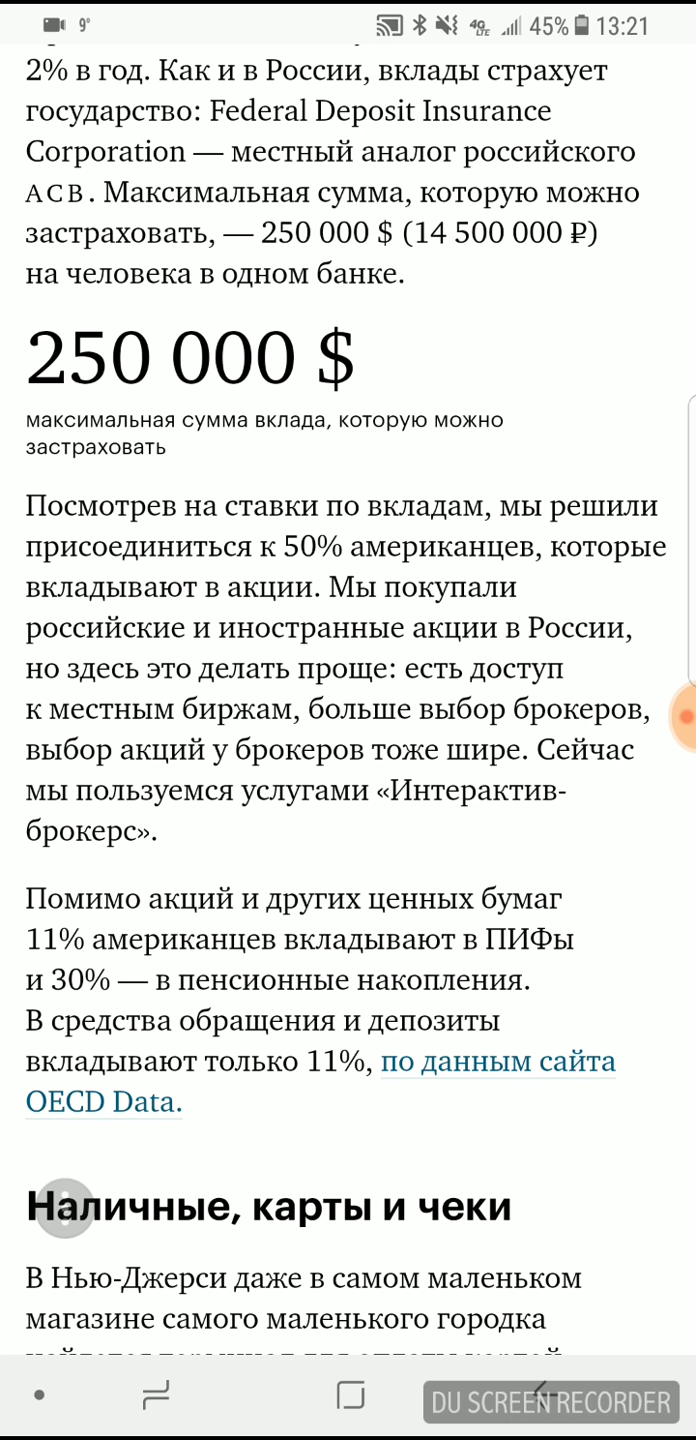 9°
4G LTE 45% 13:21
2% в год. Как и в России, вклады страхует
государство: Federal Deposit Insurance
Corporation — местный аналог российского
АСВ. Максимальная сумма, которую можно
застраховать, — 250 000 $ (14 500 000 ₽)
на человека в одном банке.
250 000 $
максимальная сумма вклада, которую можно
застраховать
Посмотрев на ставки по вкладам, мы решили
присоединиться к 50% американцев, которые
вкладывают в акции. Мы покупали
российские и иностранные акции в России,
но здесь это делать проще: есть доступ
к местным биржам, больше выбор брокеров,
выбор акций у брокеров тоже шире. Сейчас
мы пользуемся услугами «Интерактив-
брокерс».
Помимо акций и других ценных бумаг
11% американцев вкладывают в ПИФы
и 30% — в пенсионные накопления.
В средства обращения и депозиты
вкладывают только 11%, по данным сайта
OECD Data.
Наличные, карты и чеки
В Нью-Джерси даже в самом маленьком
магазине самого маленького городка
DU SCREEN RECORDER